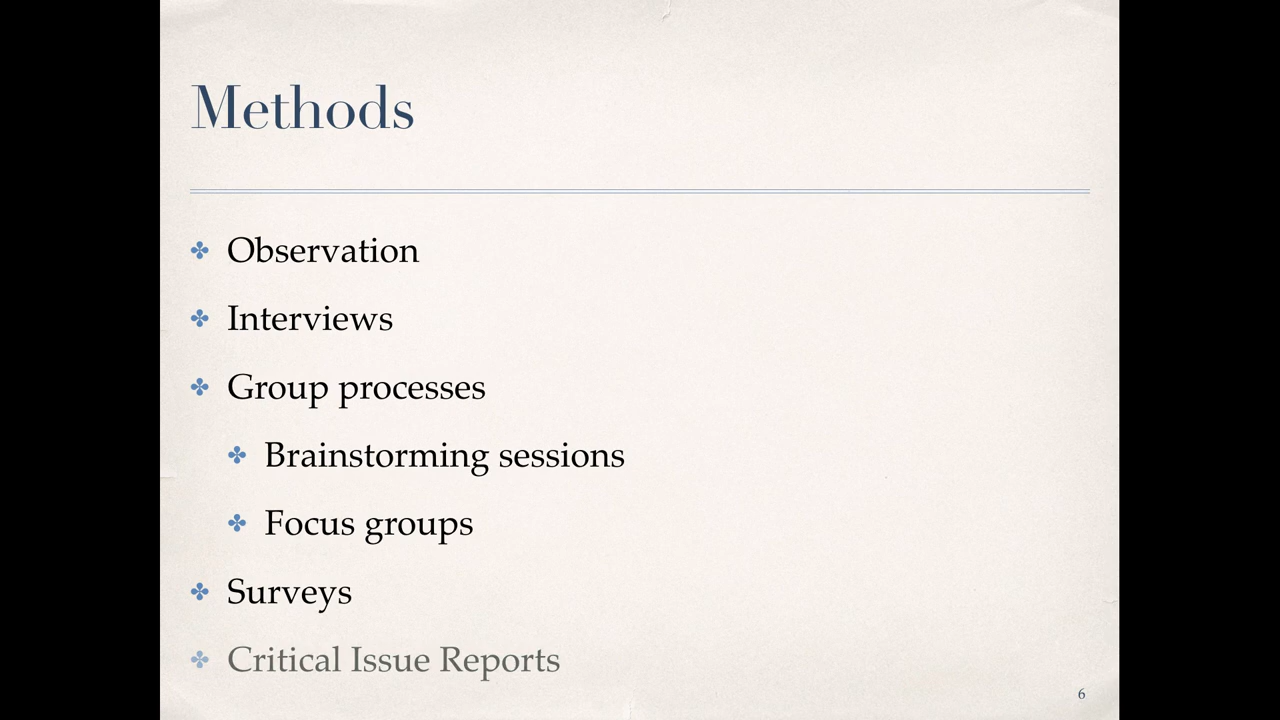 Methods
Observation
Interviews
Group processes
Brainstorming sessions
Focus groups
Surveys
Critical Issue Reports
6